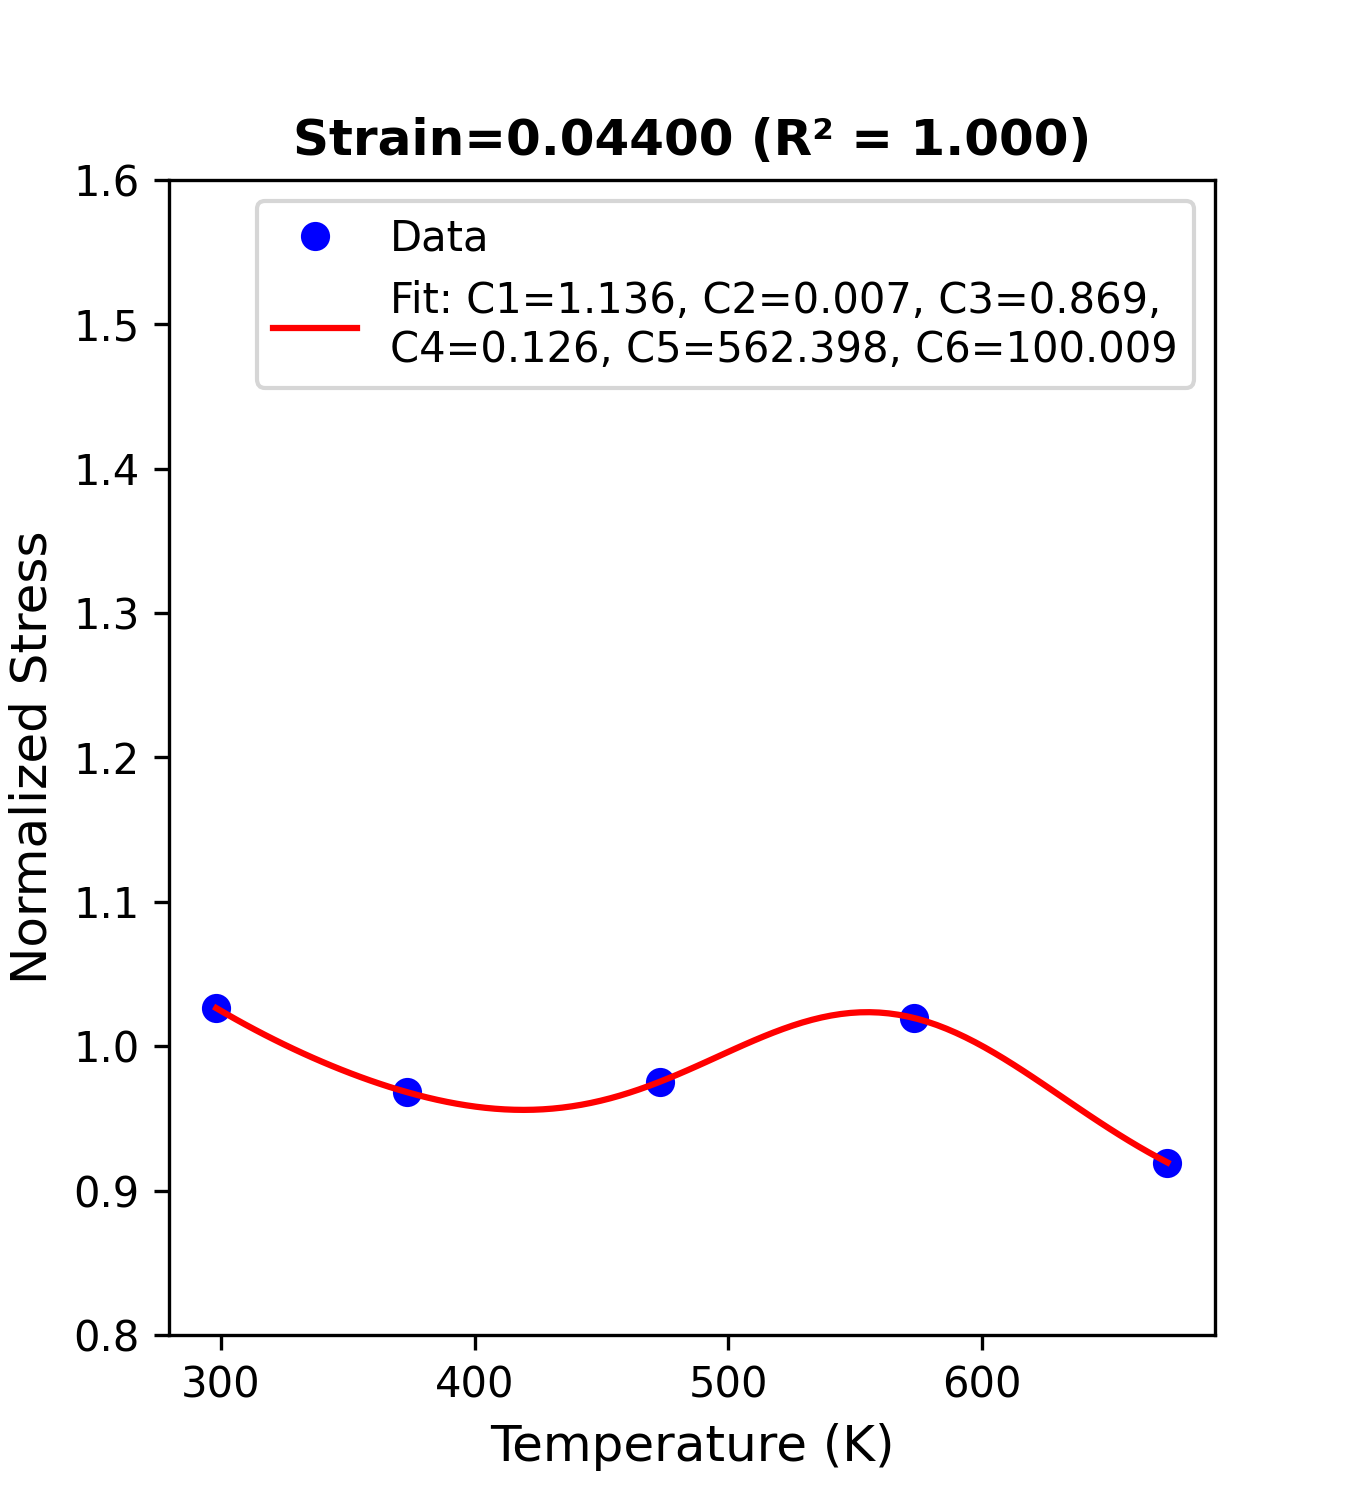 Strain=0.04400 (R² = 1.000)
1.6
1.5
1.4
1.3
1.2
1.1
1.0
0.9
0.8
Normalized Stress
Data
Fit: C1=1.136, C2=0.007, C3=0.869,
C4=0.126, C5=562.398, C6=100.009
300 400 500 600
Temperature (K)